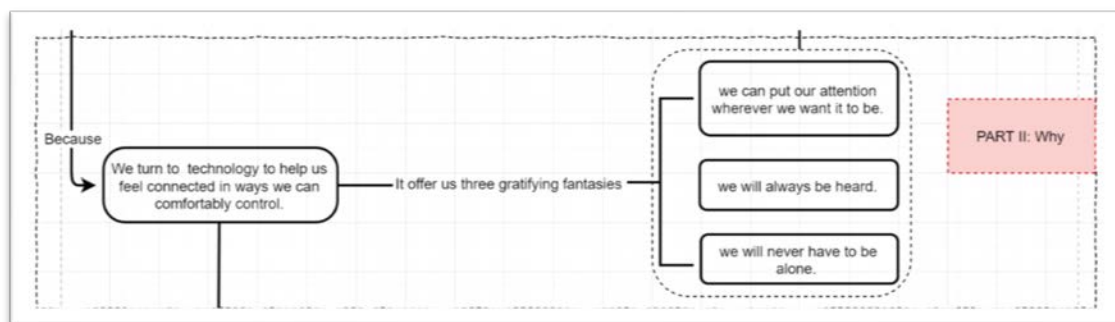 Because
We turn to technology to help us
feel connected in ways we can
comfortably control.
It offer us three gratifying fantasies
we can put our attention
wherever we want it to be.
we will always be heard.
we will never have to be
alone.
PART II: Why